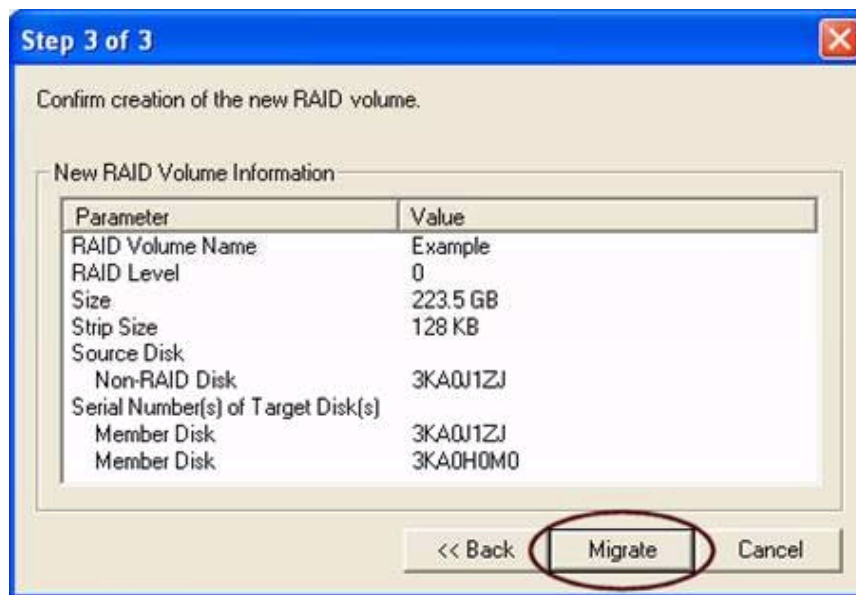 Step 3 of 3
Confirm creation of the new RAID volume.
New RAID Volume Information
Parameter Value
RAID Volume Name Example
RAID Level 0
Size 223.5 GB
Strip Size 128 KB
Source Disk
Non-RAID Disk 3KA0J1ZJ
Serial Number(s) of Target Disk(s)
Member Disk 3KA0J1ZJ
Member Disk 3KA0H0M0
<< Back Migrate Cancel